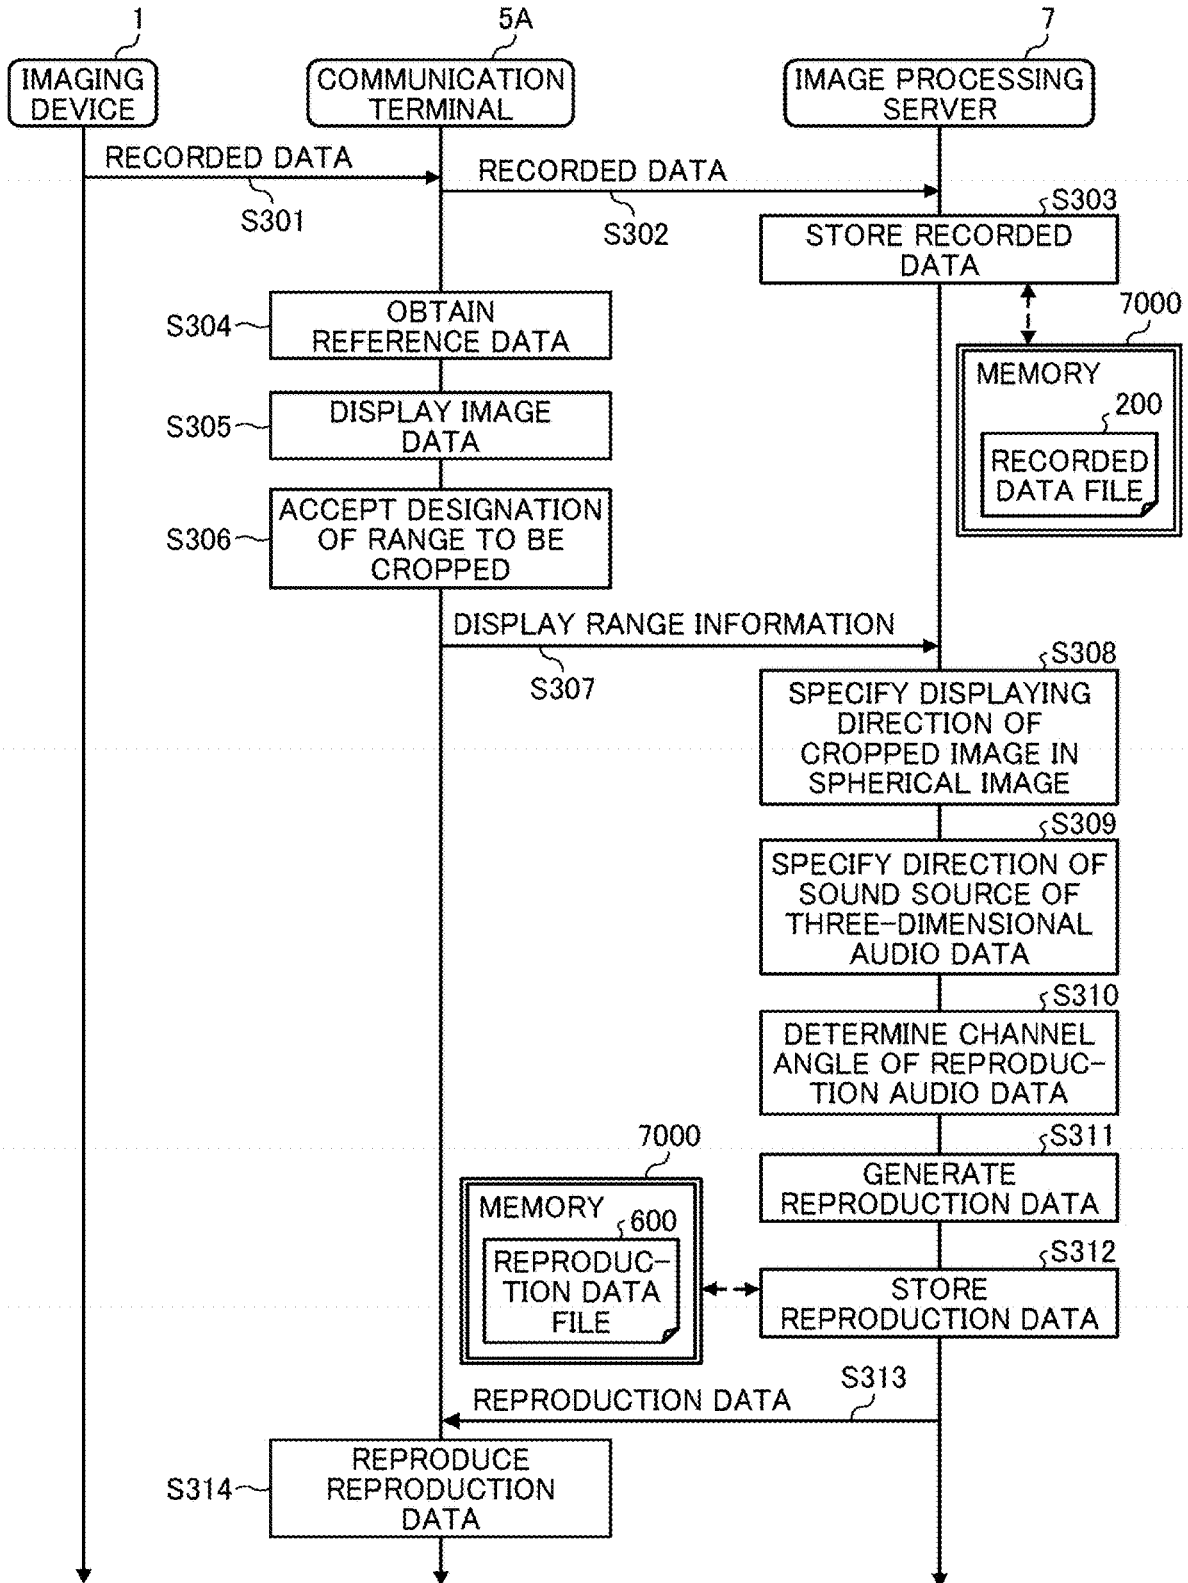 1
5A
7
IMAGING
DEVICE
COMMUNICATION
TERMINAL
IMAGE PROCESSING
SERVER
RECORDED DATA
S301
RECORDED DATA
S302
S303
STORE RECORDED
DATA
S304
OBTAIN
REFERENCE DATA
7000
MEMORY
200
RECORDED
DATA FILE
S305
DISPLAY IMAGE
DATA
S306
ACCEPT DESIGNATION
OF RANGE TO BE
CROPPED
DISPLAY RANGE INFORMATION
S307
S308
SPECIFY DISPLAYING
DIRECTION OF
CROPPED IMAGE IN
SPHERICAL IMAGE
S309
SPECIFY DIRECTION OF
SOUND SOURCE OF
THREE-DIMENSIONAL
AUDIO DATA
S310
DETERMINE CHANNEL
ANGLE OF REPRODUC-
TION AUDIO DATA
S311
GENERATE
REPRODUCTION DATA
7000
MEMORY
600
REPRODUC-
TION DATA
FILE
S312
STORE
REPRODUCTION DATA
REPRODUCTION DATA
S313
S314
REPRODUCE
REPRODUCTION
DATA